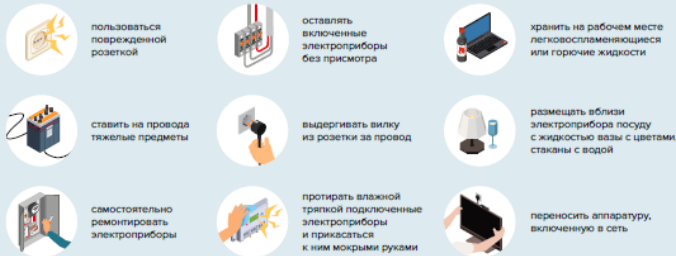 пользоваться
поврежденной
розеткой
оставлять
включенные
электроприборы
без присмотра
хранить на рабочем месте
легковоспламеняющиеся
или горючие жидкости
ставить на провода
тяжелые предметы
выдергивать вилку
из розетки за провод
размещать вблизи
электроприбора посуду
с жидкостью вазы с цветами,
стаканы с водой
самостоятельно
ремонтировать
электроприборы
протирать влажной
тряпкой подключенные
электроприборы
и прикасаться
к ним мокрыми руками
переносить аппаратуру,
включенную в сеть